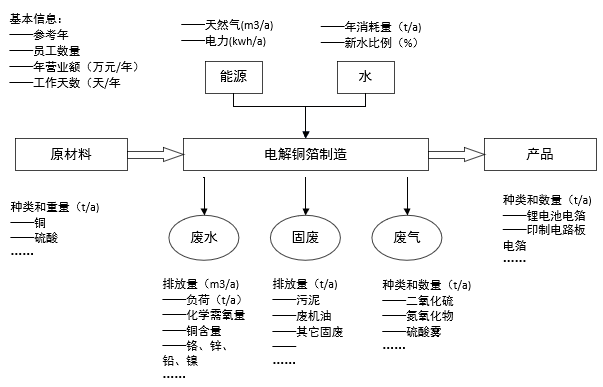 基本信息：
——参考年
——员工数量
——年营业额（万元/年）
——工作天数（天/年
——天然气(m3/a)
——电力(kwh/a)
——年消耗量（t/a）
——新水比例（%）
能源
水
原材料
电解铜箔制造
产品
种类和重量（t/a)
——铜
——硫酸
……
废水
固废
废气
种类和数量（t/a)
——锂电池电箔
——印制电路板
电箔
……
排放量（m3/a）
——负荷（t/a）
——化学需氧量
——铜含量
——铬、锌、
铅、镍
……
排放量（t/a）
——污泥
——废机油
——其它固废
——
……
种类和数量（t/a）
——二氧化硫
——氮氧化物
——硫酸雾
……